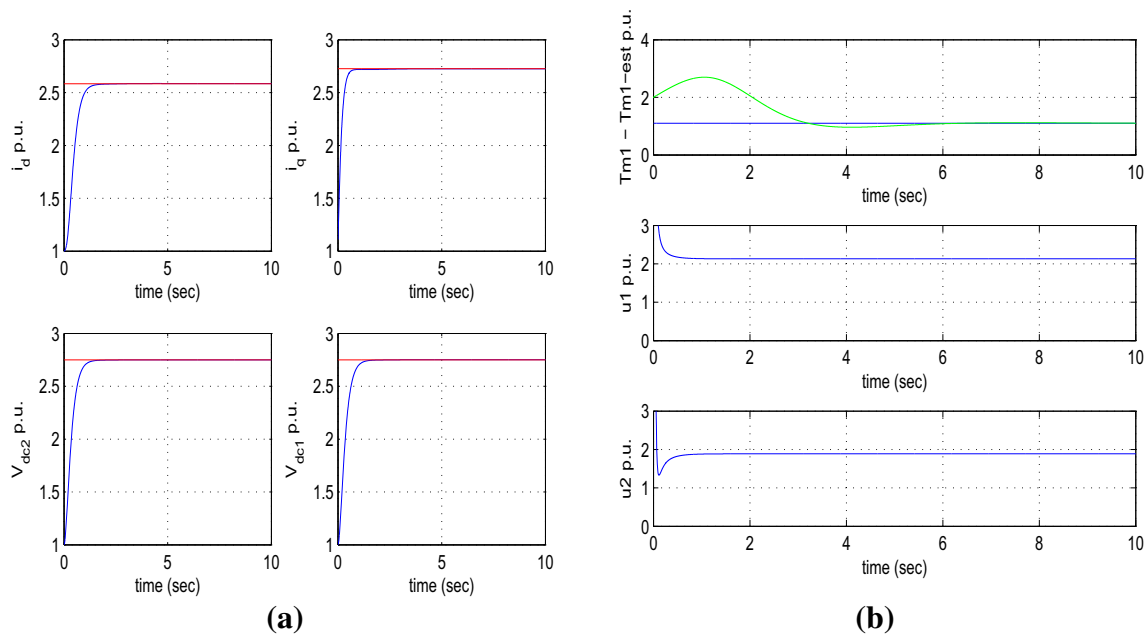 3
2.5
2
1.5
1
i_d p.u.
0 5 10
time (sec)
3
2.5
2
1.5
1
i_q p.u.
0 5 10
time (sec)
3
2.5
2
1.5
1
V_dc2 p.u.
0 5 10
time (sec)
3
2.5
2
1.5
1
V_dc1 p.u.
0 5 10
time (sec)
(a)
4
2
0
Tm1 − Tm1−est p.u.
0 2 4 6 8 10
time (sec)
3
2
1
0
u1 p.u.
0 2 4 6 8 10
time (sec)
3
2
1
0
u2 p.u.
0 2 4 6 8 10
time (sec)
(b)